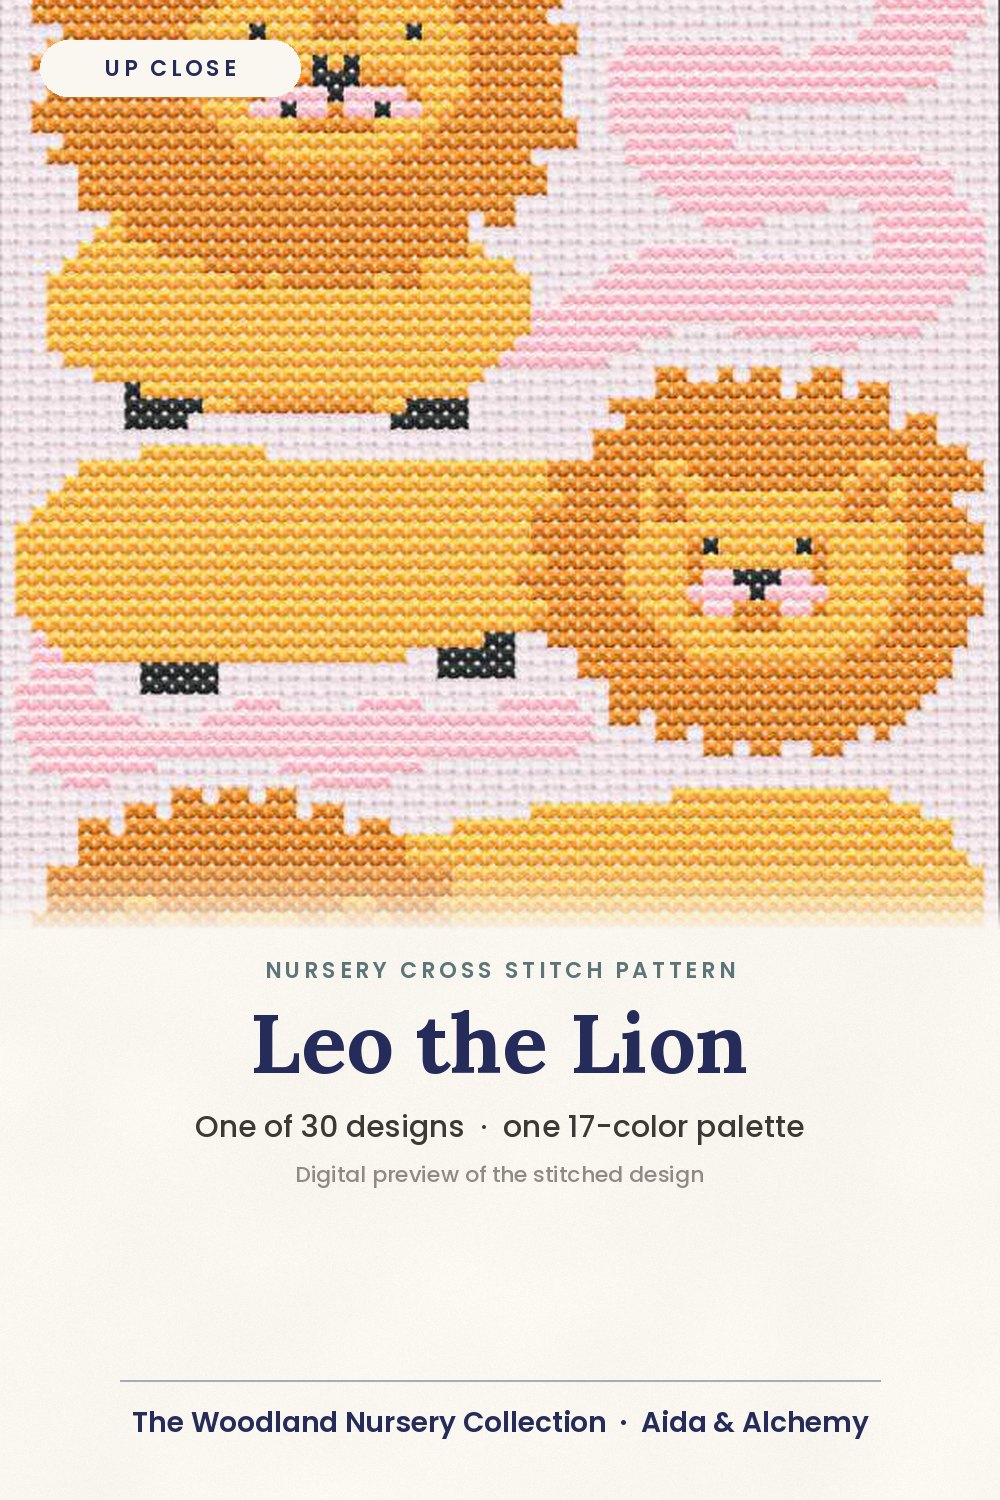 UP CLOSE
NURSERY CROSS STITCH PATTERN
Leo the Lion
One of 30 designs · one 17-color palette
Digital preview of the stitched design
The Woodland Nursery Collection · Aida & Alchemy